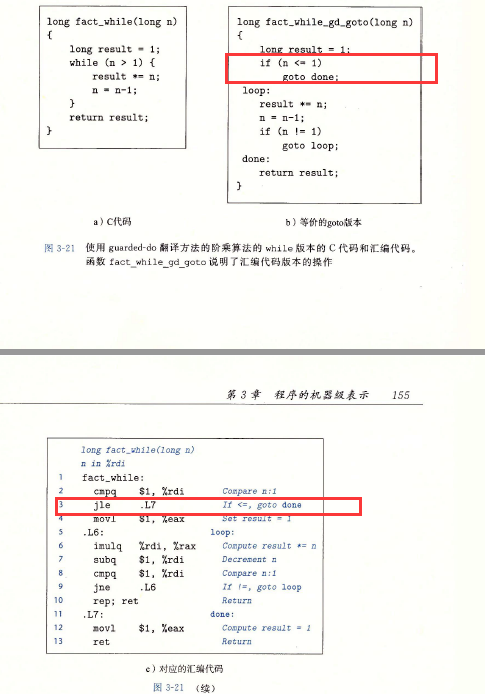 long fact_while(long n)
{
    long result = 1;
    while (n > 1) {
        result *= n;
        n = n-1;
    }
    return result;
}
a) C代码
long fact_while_gd_goto(long n)
{
    long result = 1;
    if (n <= 1)
        goto done;
 loop:
    result *= n;
    n = n-1;
    if (n != 1)
        goto loop;
 done:
    return result;
}
b) 等价的goto版本
图 3-21 使用 guarded-do 翻译方法的阶乘算法的 while 版本的 C 代码和汇编代码。
函数 fact_while_gd_goto 说明了汇编代码版本的操作
第 3 章 程序的机器级表示 155
long fact_while(long n)
n in %rdi
1 fact_while:
2 cmpq $1, %rdi Compare n:1
3 jle .L7 If <=, goto done
4 movl $1, %eax Set result = 1
5 .L6: loop:
6 imulq %rdi, %rax Compute result *= n
7 subq $1, %rdi Decrement n
8 cmpq $1, %rdi Compare n:1
9 jne .L6 If !=, goto loop
10 rep; ret Return
11 .L7: done:
12 movl $1, %eax Compute result = 1
13 ret Return
c) 对应的汇编代码
图 3-21 (续)